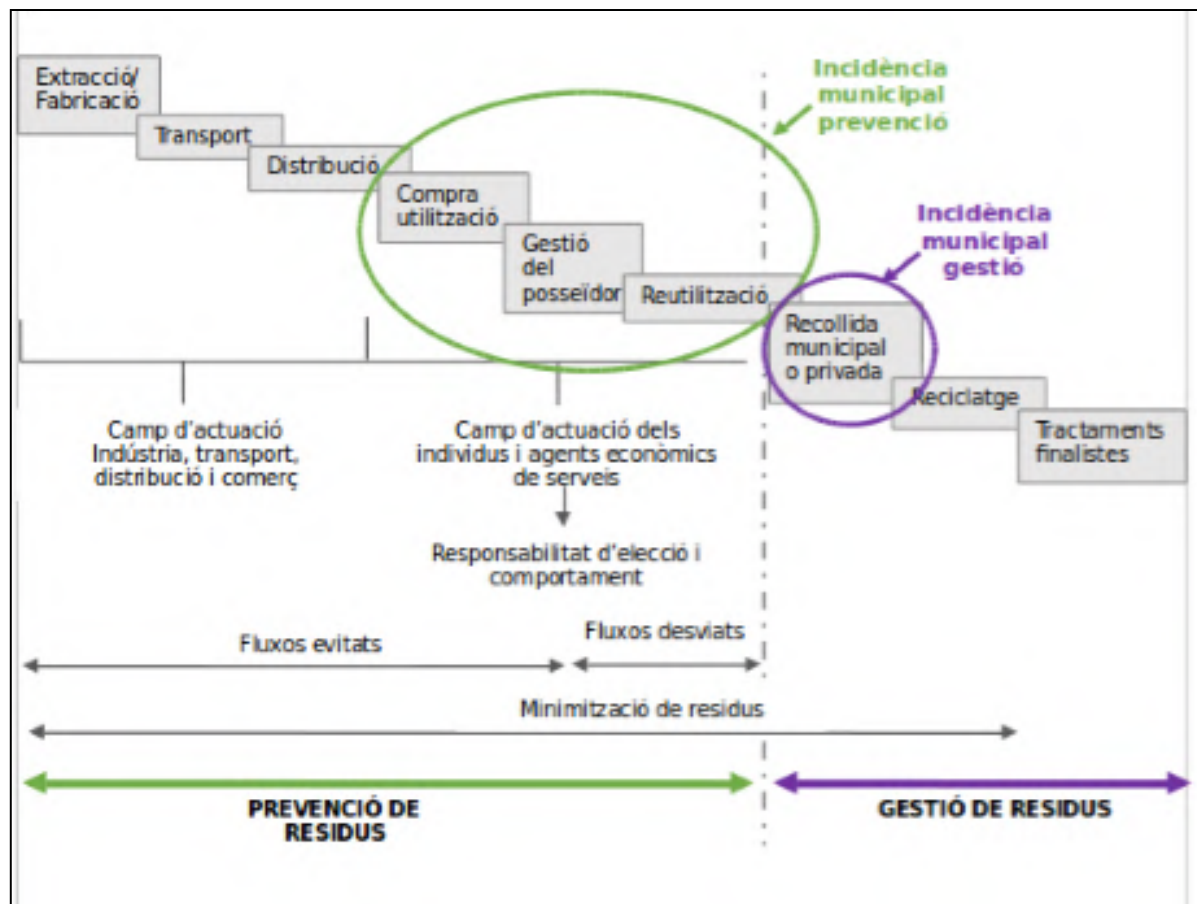 Extracció/
Fabricació
Transport
Distribució
Compra
utilització
Gestió
del
posseïdor
Reutilització
Incidència
municipal
prevenció
Incidència
municipal
gestió
Recollida
municipal
o privada
Reciclatge
Tractaments
finalistes
Camp d'actuació
Indústria, transport,
distribució i comerç
Camp d'actuació dels
individus i agents econòmics
de serveis
Responsabilitat d'elecció i
comportament
Fluxos evitats
Fluxos desviats
Minimització de residus
PREVENCIÓ DE
RESIDUS
GESTIÓ DE RESIDUS